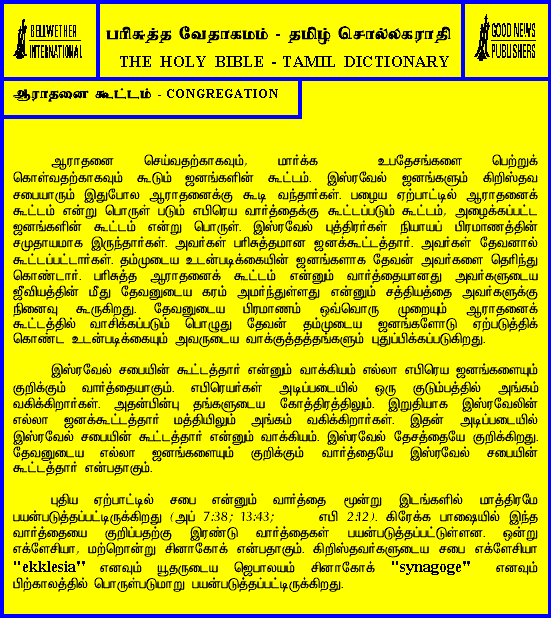 BELLWETHER
INTERNATIONAL
பரிசுத்த வேதாகமம் - தமிழ் சொல்லகராதி
THE HOLY BIBLE - TAMIL DICTIONARY
GOOD NEWS
PUBLISHERS
ஆராதனை கூட்டம் - CONGREGATION
ஆராதனை செய்வதற்காகவும், மார்க்க உபதேசங்களை பெற்றுக்
கொள்வதற்காகவும் கூடும் ஜனங்களின் கூட்டம். இஸ்ரவேல் ஜனங்களும் கிறிஸ்தவ
சபையாரும் இதுபோல ஆராதனைக்கு கூடி வந்தார்கள். பழைய ஏற்பாட்டில் ஆராதனைக்
கூட்டம் என்று பொருள் படும் எபிரெய வார்த்தைக்கு கூட்டப்படும் கூட்டம், அழைக்கப்பட்ட
ஜனங்களின் கூட்டம் என்று பொருள். இஸ்ரவேல் புத்திரர்கள் நியாயப் பிரமாணத்தின்
சமுதாயமாக இருந்தார்கள். அவர்கள் பரிசுத்தமான ஜனக்கூட்டத்தார். அவர்கள் தேவனால்
கூட்டப்பட்டார்கள். தம்முடைய உடன்படிக்கையின் ஜனங்களாக தேவன் அவர்களை தெரிந்து
கொண்டார். பரிசுத்த ஆராதனைக் கூட்டம் என்னும் வார்த்தையானது அவர்களுடைய
ஜீவியத்தின் மீது தேவனுடைய கரம் அமர்ந்துள்ளது என்னும் சத்தியத்தை அவர்களுக்கு
நினைவு கூருகிறது. தேவனுடைய பிரமாணம் ஒவ்வொரு முறையும் ஆராதனைக்
கூட்டத்தில் வாசிக்கப்படும் பொழுது தேவன் தம்முடைய ஜனங்களோடு ஏற்படுத்திக்
கொண்ட உடன்படிக்கையும் அவருடைய வாக்குத்தத்தங்களும் புதுப்பிக்கப்படுகிறது.
இஸ்ரவேல் சபையின் கூட்டத்தார் என்னும் வாக்கியம் எல்லா எபிரெய ஜனங்களையும்
குறிக்கும் வார்த்தையாகும். எபிரெயர்கள் அடிப்படையில் ஒரு குடும்பத்தில் அங்கம்
வகிக்கிறார்கள். அதன்பின்பு தங்களுடைய கோத்திரத்திலும். இறுதியாக இஸ்ரவேலின்
எல்லா ஜனக்கூட்டத்தார் மத்தியிலும் அங்கம் வகிக்கிறார்கள். இதன் அடிப்படையில்
இஸ்ரவேல் சபையின் கூட்டத்தார் என்னும் வாக்கியம். இஸ்ரவேல் தேசத்தையே குறிக்கிறது.
தேவனுடைய எல்லா ஜனங்களையும் குறிக்கும் வார்த்தையே இஸ்ரவேல் சபையின்
கூட்டத்தார் என்பதாகும்.
புதிய ஏற்பாட்டில் சபை என்னும் வார்த்தை மூன்று இடங்களில் மாத்திரமே
பயன்படுத்தப்பட்டிருக்கிறது (அப் 7:38; 13:43; எபி 2:12). கிரேக்க பாஷையில் இந்த
வார்த்தையை குறிப்பதற்கு இரண்டு வார்த்தைகள் பயன்படுத்தப்பட்டுள்ளன. ஒன்று
எக்ளேசியா, மற்றொன்று சினாகோக் என்பதாகும். கிறிஸ்தவர்களுடைய சபை எக்ளேசியா
"ekklesia" எனவும் யூதருடைய ஜெபாலயம் சினாகோக் "synagoge" எனவும்
பிற்காலத்தில் பொருள்படுமாறு பயன்படுத்தப்பட்டிருக்கிறது.